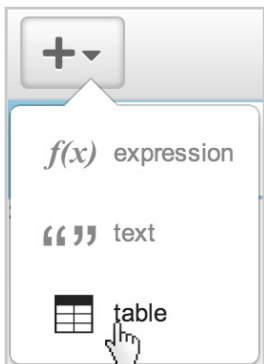 +
f(x) expression
“ ” text
table